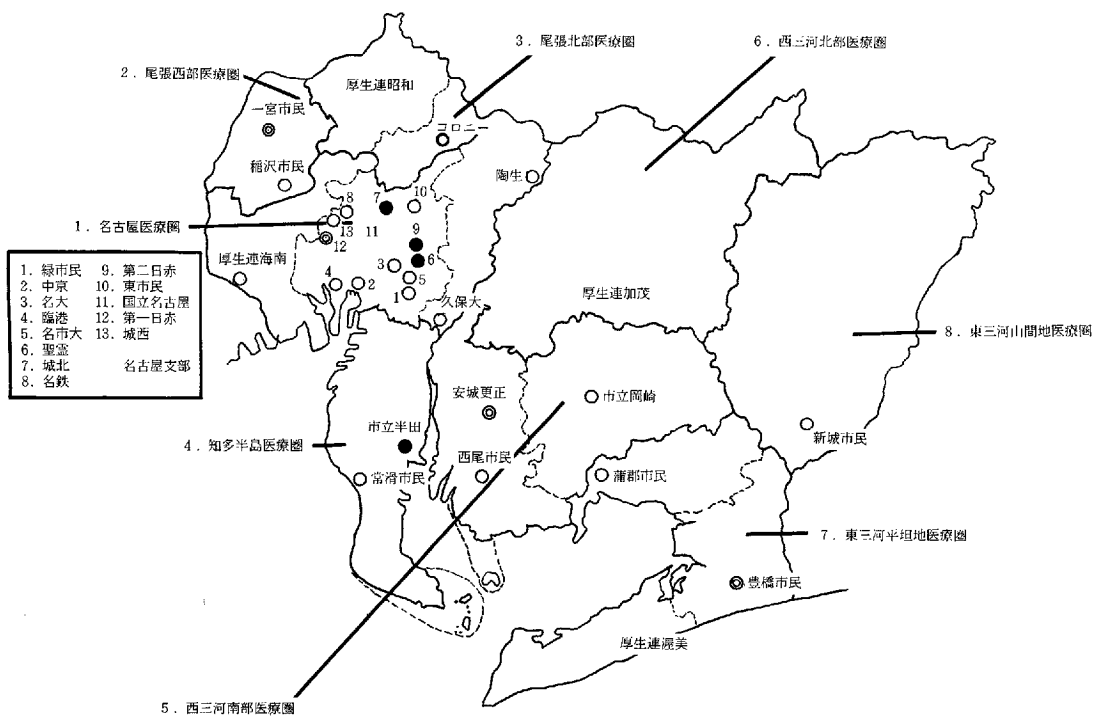 3．尾張北部医療圏
6．西三河北部医療圏
2．尾張西部医療圏
厚生連昭和
一宮市民
コロニー
稲沢市民
陶生
8
7
10
13
11
9
12
6
1．名古屋医療圏
厚生連海南
3
5
4
2
1
久保大
厚生連加茂
1．緑市民 9．第二日赤
2．中京 10．東市民
3．名大 11．国立名古屋
4．臨港 12．第一日赤
5．名市大 13．城西
6．聖霊
7．城北 名古屋支部
8．名鉄
8．東三河山間地医療圏
安城更正
市立岡崎
新城市民
市立半田
4．知多半島医療圏
西尾市民
常滑市民
蒲郡市民
7．東三河平坦地医療圏
豊橋市民
厚生連渥美
5．西三河南部医療圏